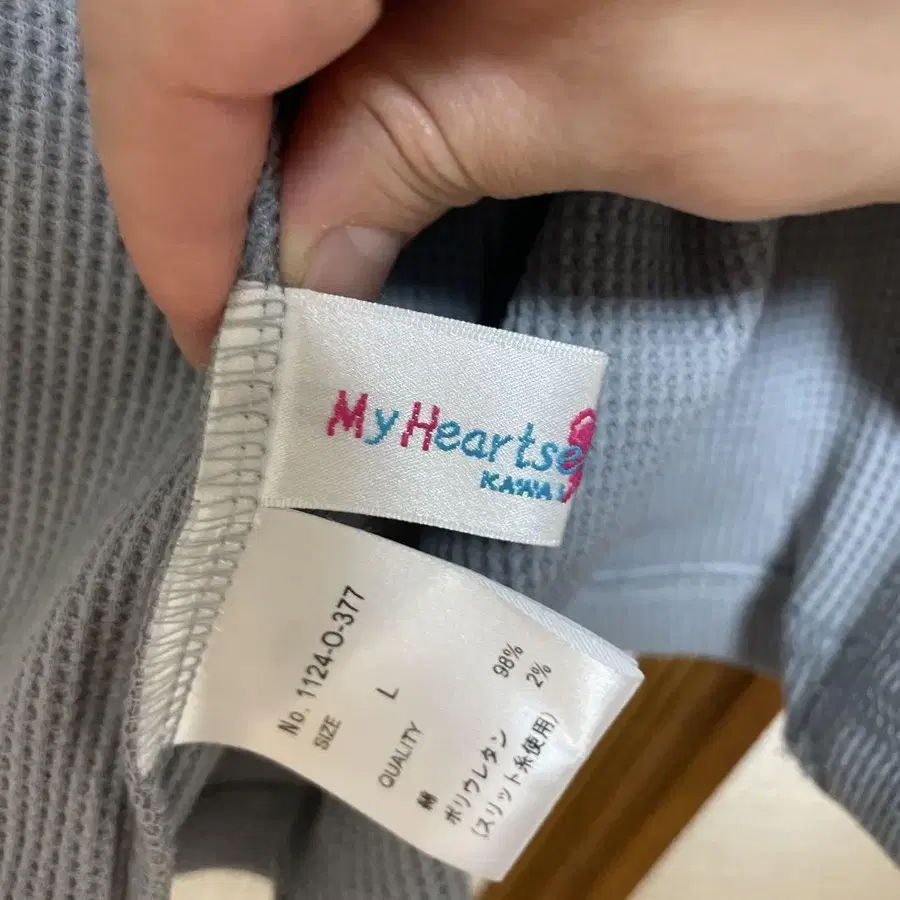 My Heartse
KAWAI
No. 1124-O-377
SIZE
L
QUALITY
綿 98%
ポリウレタン 2%
(スリット糸使用)